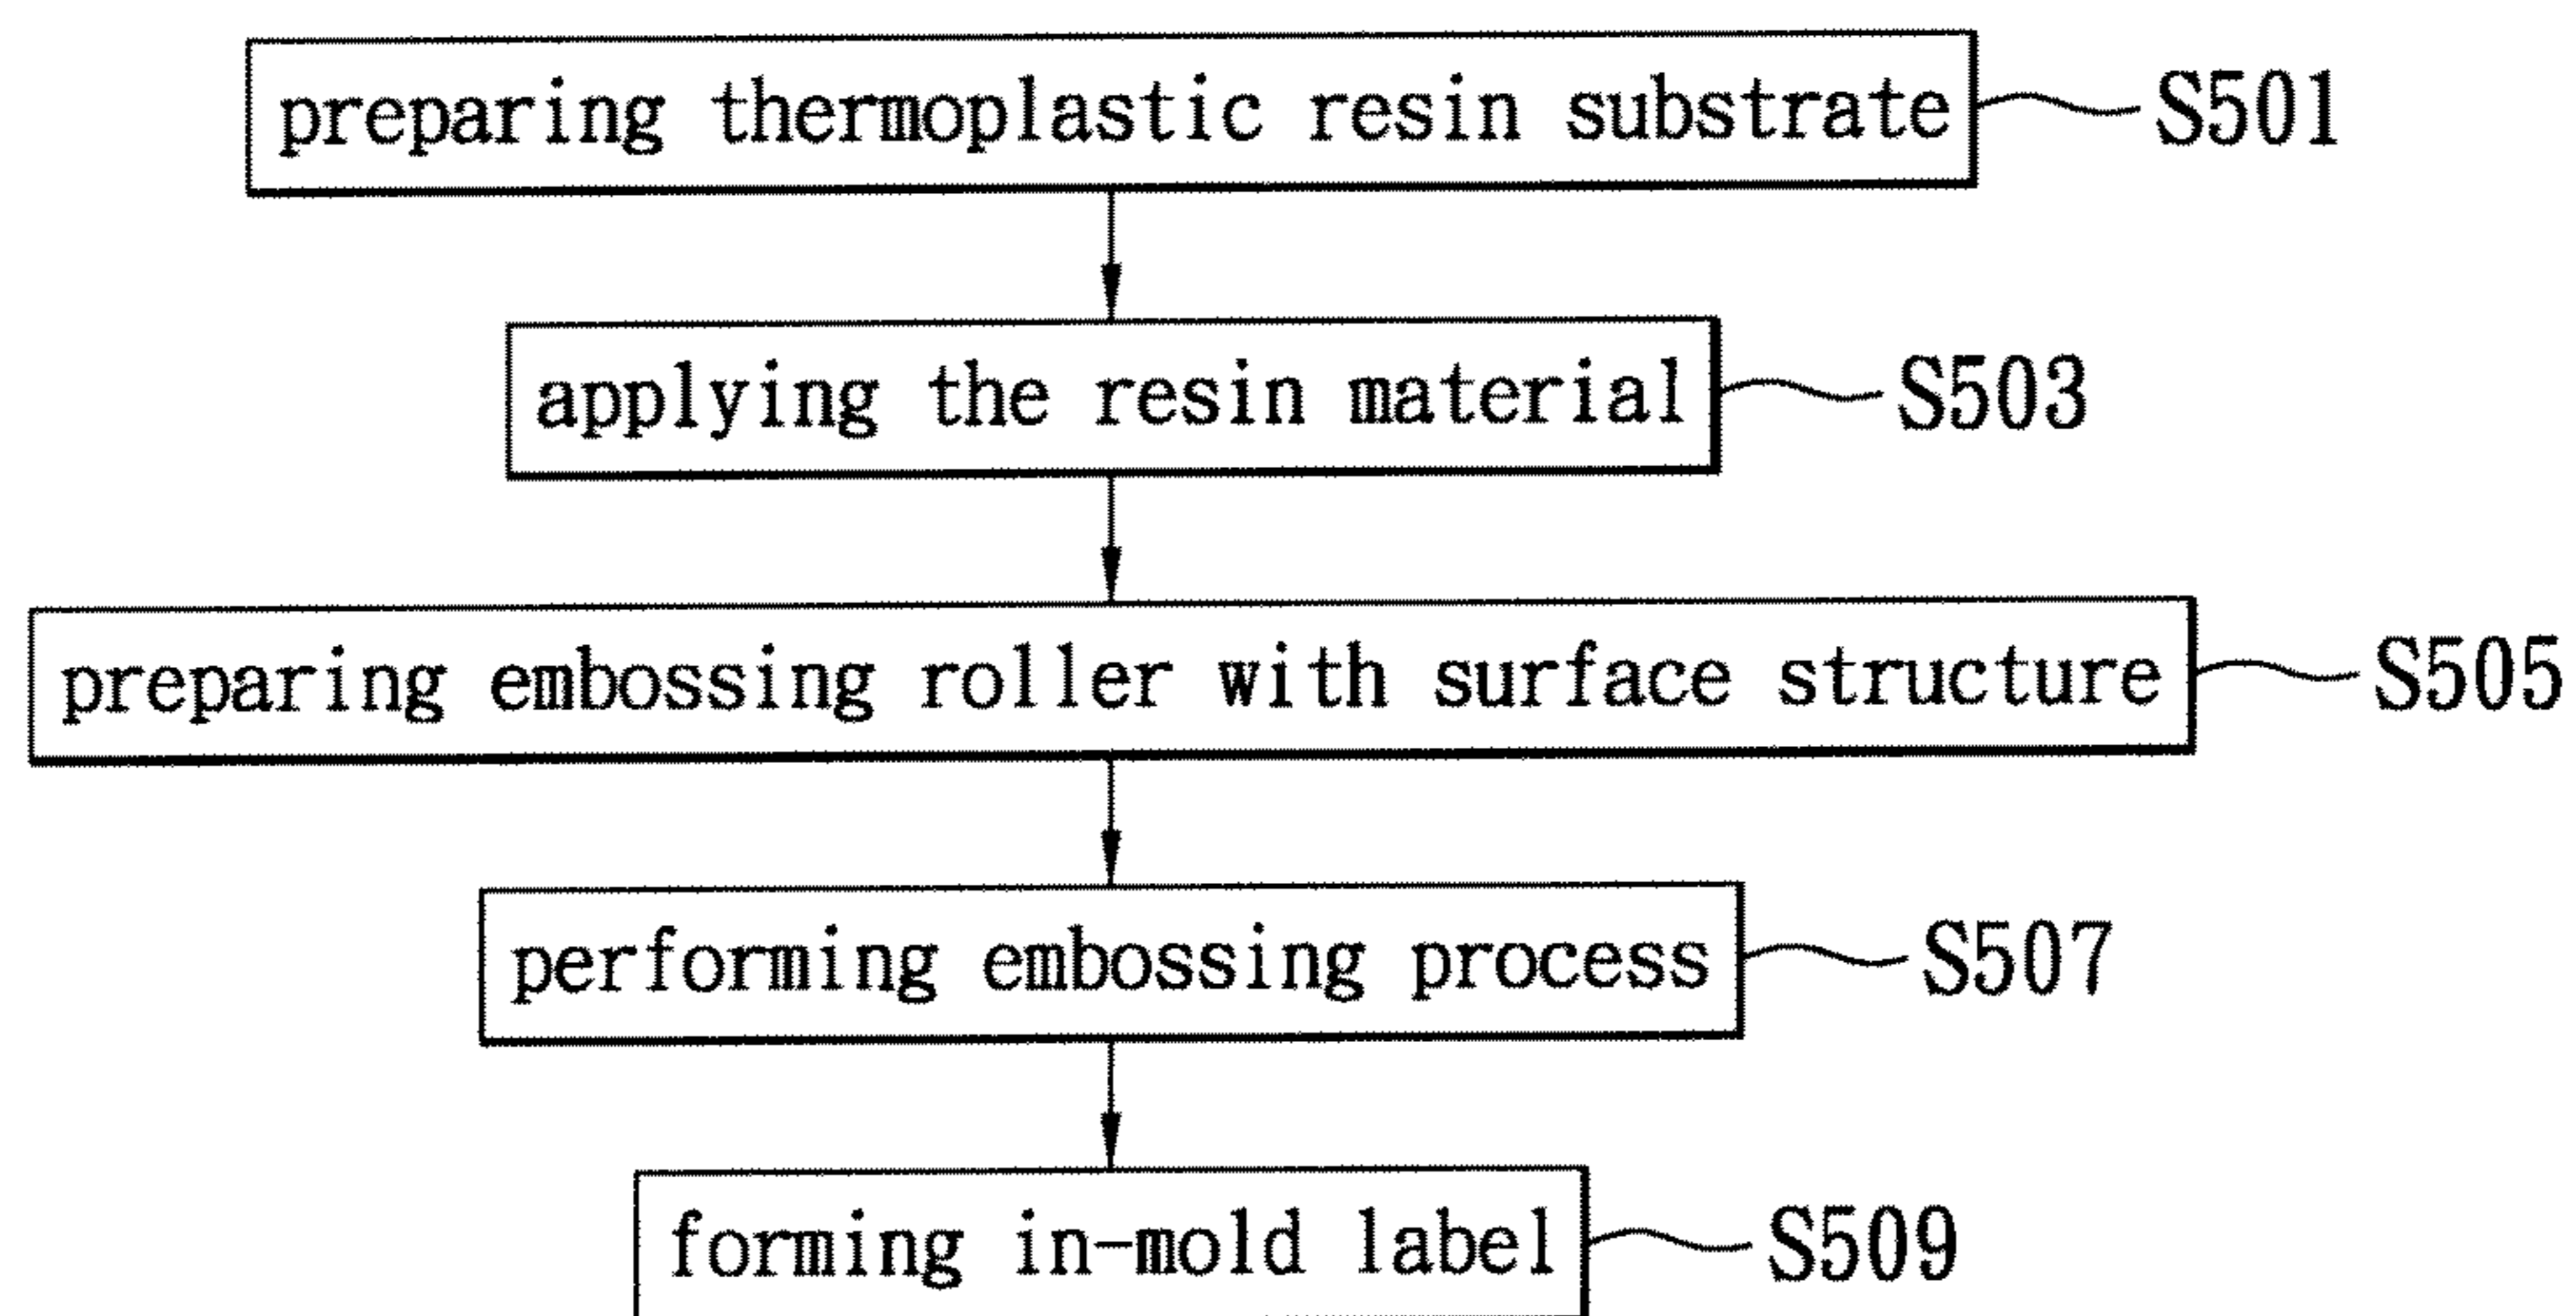 preparing thermoplastic resin substrate S501
applying the resin material S503
preparing embossing roller with surface structure S505
performing embossing process S507
forming in-mold label S509